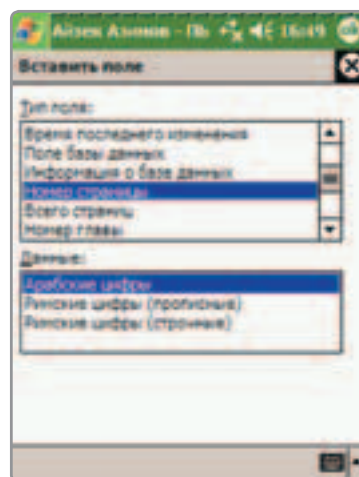 Айзек Азимов - ПЬ 16:49 ok
Вставить поле
Тип поля:
Время последнего изменения
Поле базы данных
Информация о базе данных
Номер страницы
Всего страниц
Номер главы
Данные:
Арабские цифры
Римские цифры (прописные)
Римские цифры (строчные)